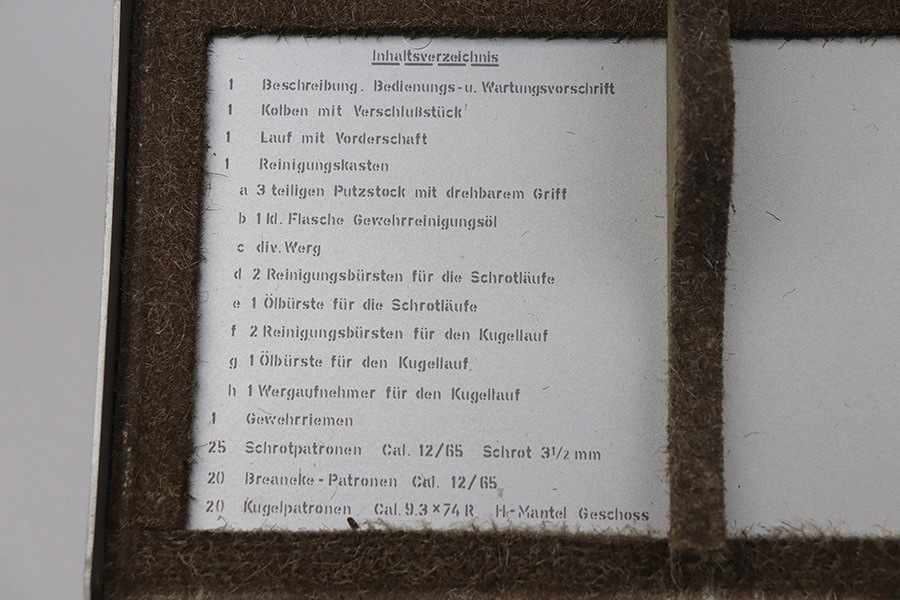 Inhaltsverzeichnis
1 Beschreibung. Bedienungs-u. Wartungsvorschrift
1 Kolben mit Verschlußstück
1 Lauf mit Vorderschaft
1 Reinigungskasten
a 3 teiligen Putzstock mit drehbarem Griff
b 1 kl. Flasche Gewehrreinigungsöl
c div. Werg
d 2 Reinigungsbürsten für die Schrotläufe
e 1 Ölbürste für die Schrotläufe
f 2 Reinigungsbürsten für den Kugellauf
g 1 Ölbürste für den Kugellauf
h 1 Wergaufnehmer für den Kugellauf
1 Gewehrriemen
25 Schrotpatronen Cal. 12/65 Schrot 3 1/2 mm
20 Breaneke-Patronen Cal. 12/65
20 Kugelpatronen Cal. 9.3 × 74 R H-Mantel Geschoss